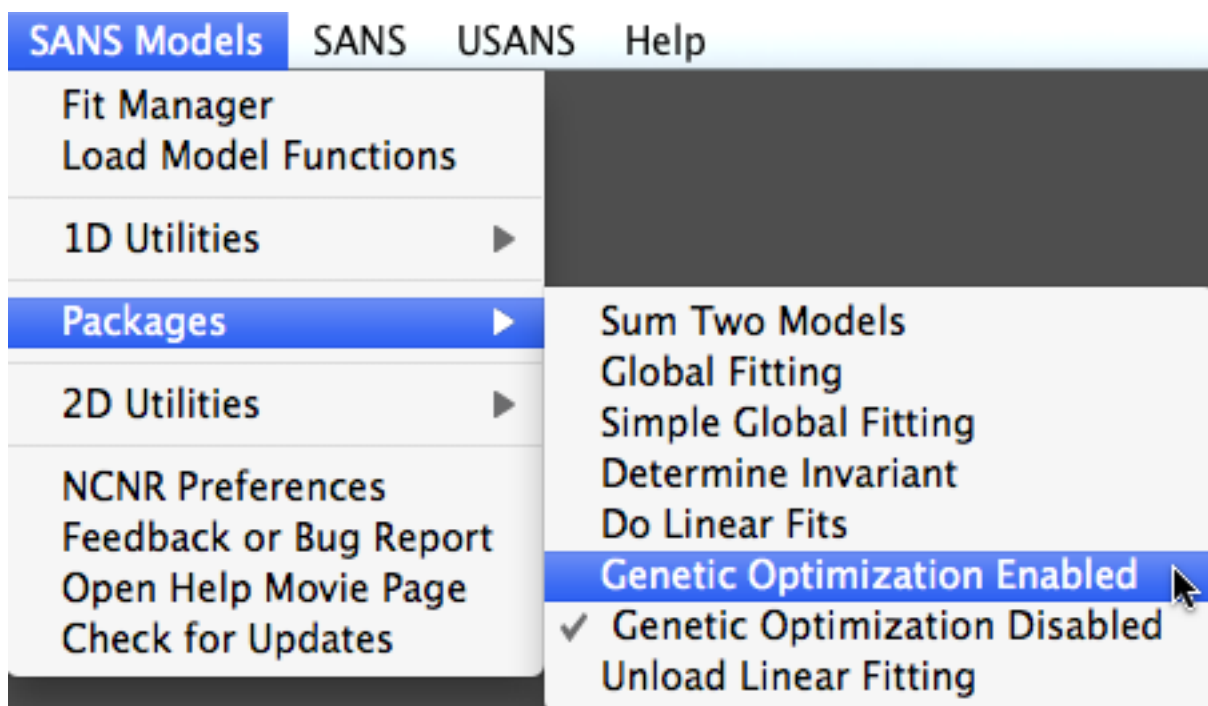 SANS Models SANS USANS Help
Fit Manager
Load Model Functions
1D Utilities
Packages
2D Utilities
NCNR Preferences
Feedback or Bug Report
Open Help Movie Page
Check for Updates
Sum Two Models
Global Fitting
Simple Global Fitting
Determine Invariant
Do Linear Fits
Genetic Optimization Enabled
Genetic Optimization Disabled
Unload Linear Fitting